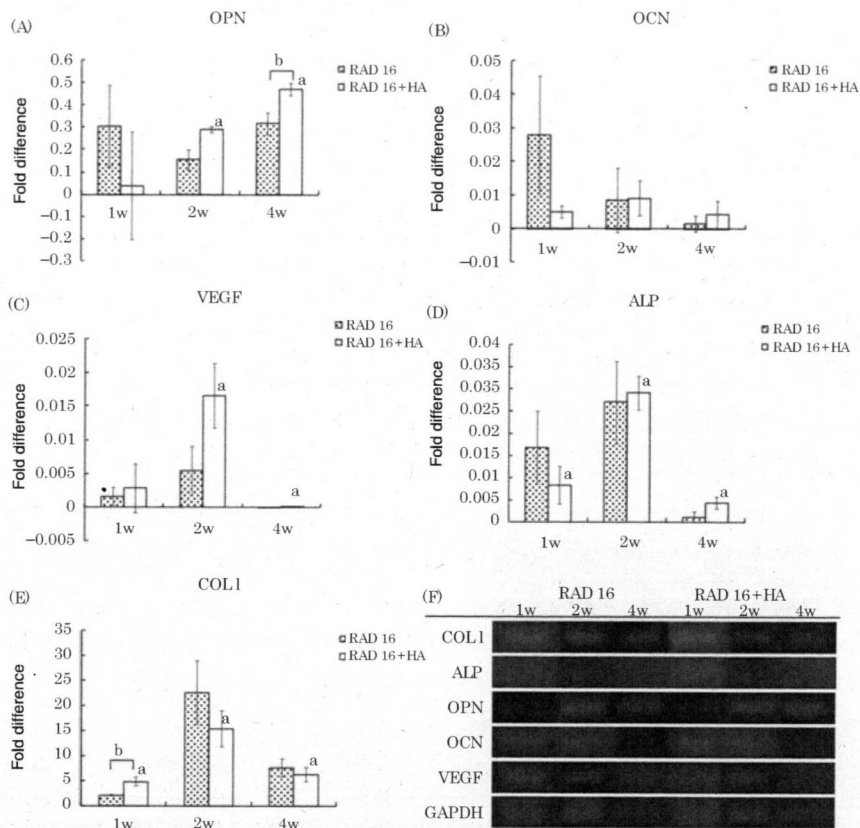 (A)
OPN
Fold difference
0.6
0.5
0.4
0.3
0.2
0.1
0
−0.1
−0.2
−0.3
1w 2w 4w
a
b
a
RAD 16
RAD 16+HA
(B)
OCN
Fold difference
0.05
0.04
0.03
0.02
0.01
0
−0.01
1w 2w 4w
RAD 16
RAD 16+HA
(C)
VEGF
Fold difference
0.025
0.02
0.015
0.01
0.005
0
−0.005
1w 2w 4w
a
a
RAD 16
RAD 16+HA
(D)
ALP
Fold difference
0.04
0.035
0.03
0.025
0.02
0.015
0.01
0.005
0
1w 2w 4w
a
a
a
RAD 16
RAD 16+HA
(E)
COL1
Fold difference
35
30
25
20
15
10
5
0
1w 2w 4w
b
a
a
a
RAD 16
RAD 16+HA
(F)
RAD 16 RAD 16+HA
1w 2w 4w 1w 2w 4w
COL1
ALP
OPN
OCN
VEGF
GAPDH